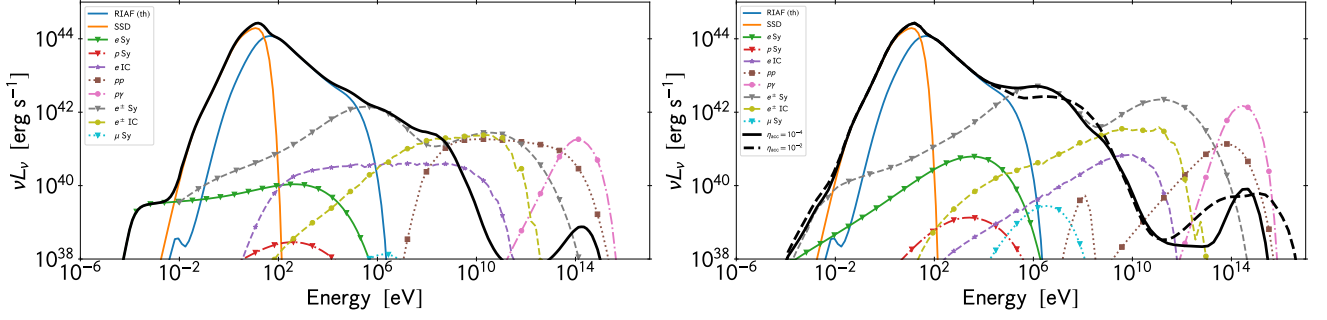 10⁴⁴
10⁴²
10⁴⁰
10³⁸
νLᵥ [erg s⁻¹]
RIAF (th)
SSD
e Sy
p Sy
e IC
pp
pγ
e± Sy
e± IC
μ Sy
10⁻⁶ 10⁻² 10² 10⁶ 10¹⁰ 10¹⁴
Energy [eV]
10⁴⁴
10⁴²
10⁴⁰
10³⁸
νLᵥ [erg s⁻¹]
RIAF (th)
SSD
e Sy
p Sy
e IC
pp
pγ
e± Sy
e± IC
μ Sy
ηacc = 10⁻⁴
ηacc = 10⁻²
10⁻⁶ 10⁻² 10² 10⁶ 10¹⁰ 10¹⁴
Energy [eV]